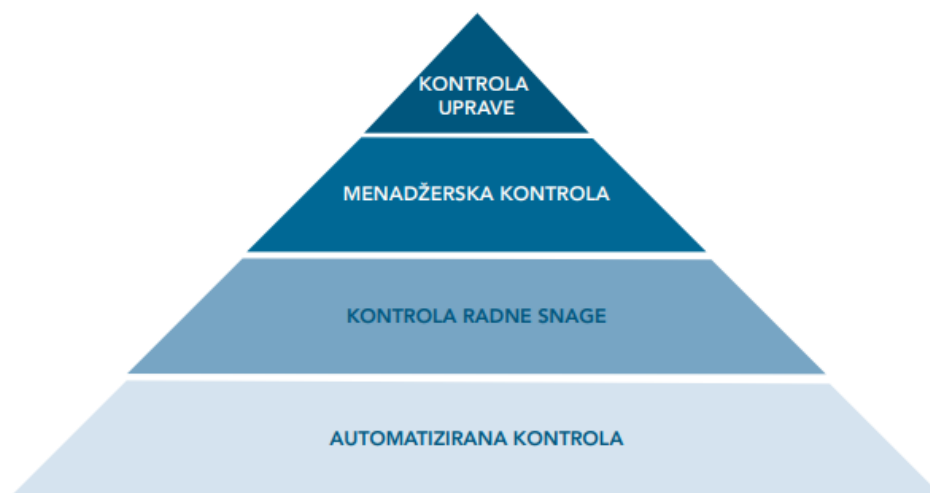 KONTROLA
UPRAVE
MENADŽERSKA KONTROLA
KONTROLA RADNE SNAGE
AUTOMATIZIRANA KONTROLA